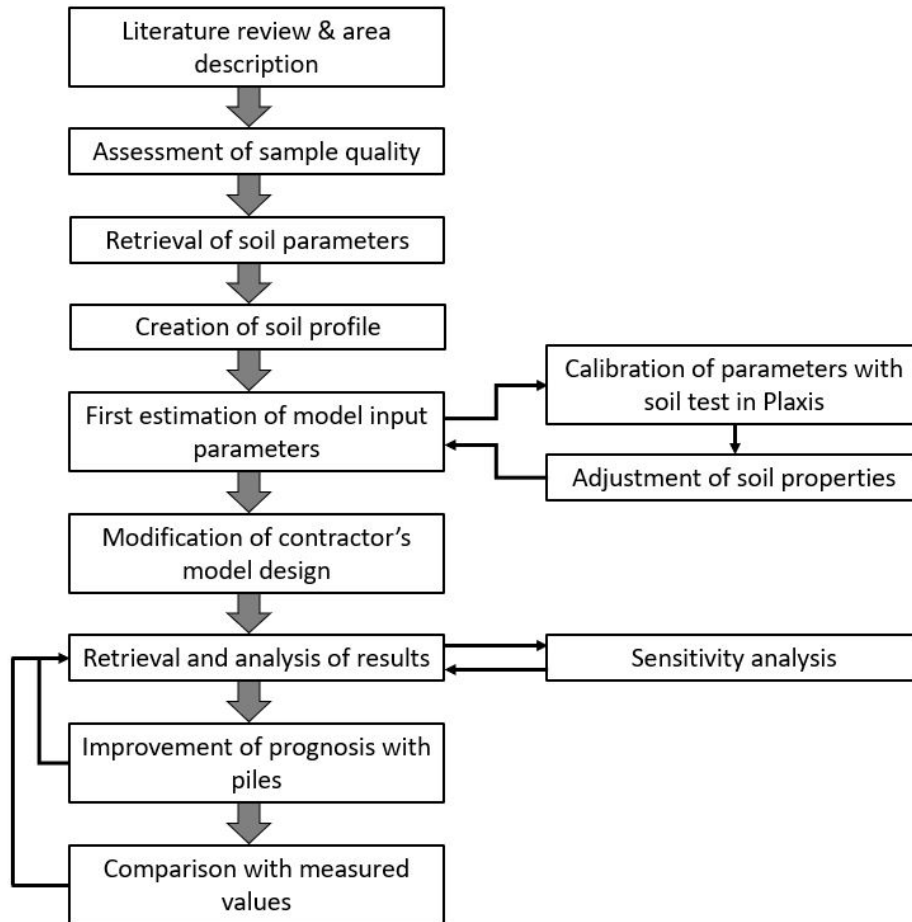 Literature review & area
description
Assessment of sample quality
Retrieval of soil parameters
Creation of soil profile
First estimation of model input
parameters
Calibration of parameters with
soil test in Plaxis
Adjustment of soil properties
Modification of contractor's
model design
Retrieval and analysis of results
Sensitivity analysis
Improvement of prognosis with
piles
Comparison with measured
values